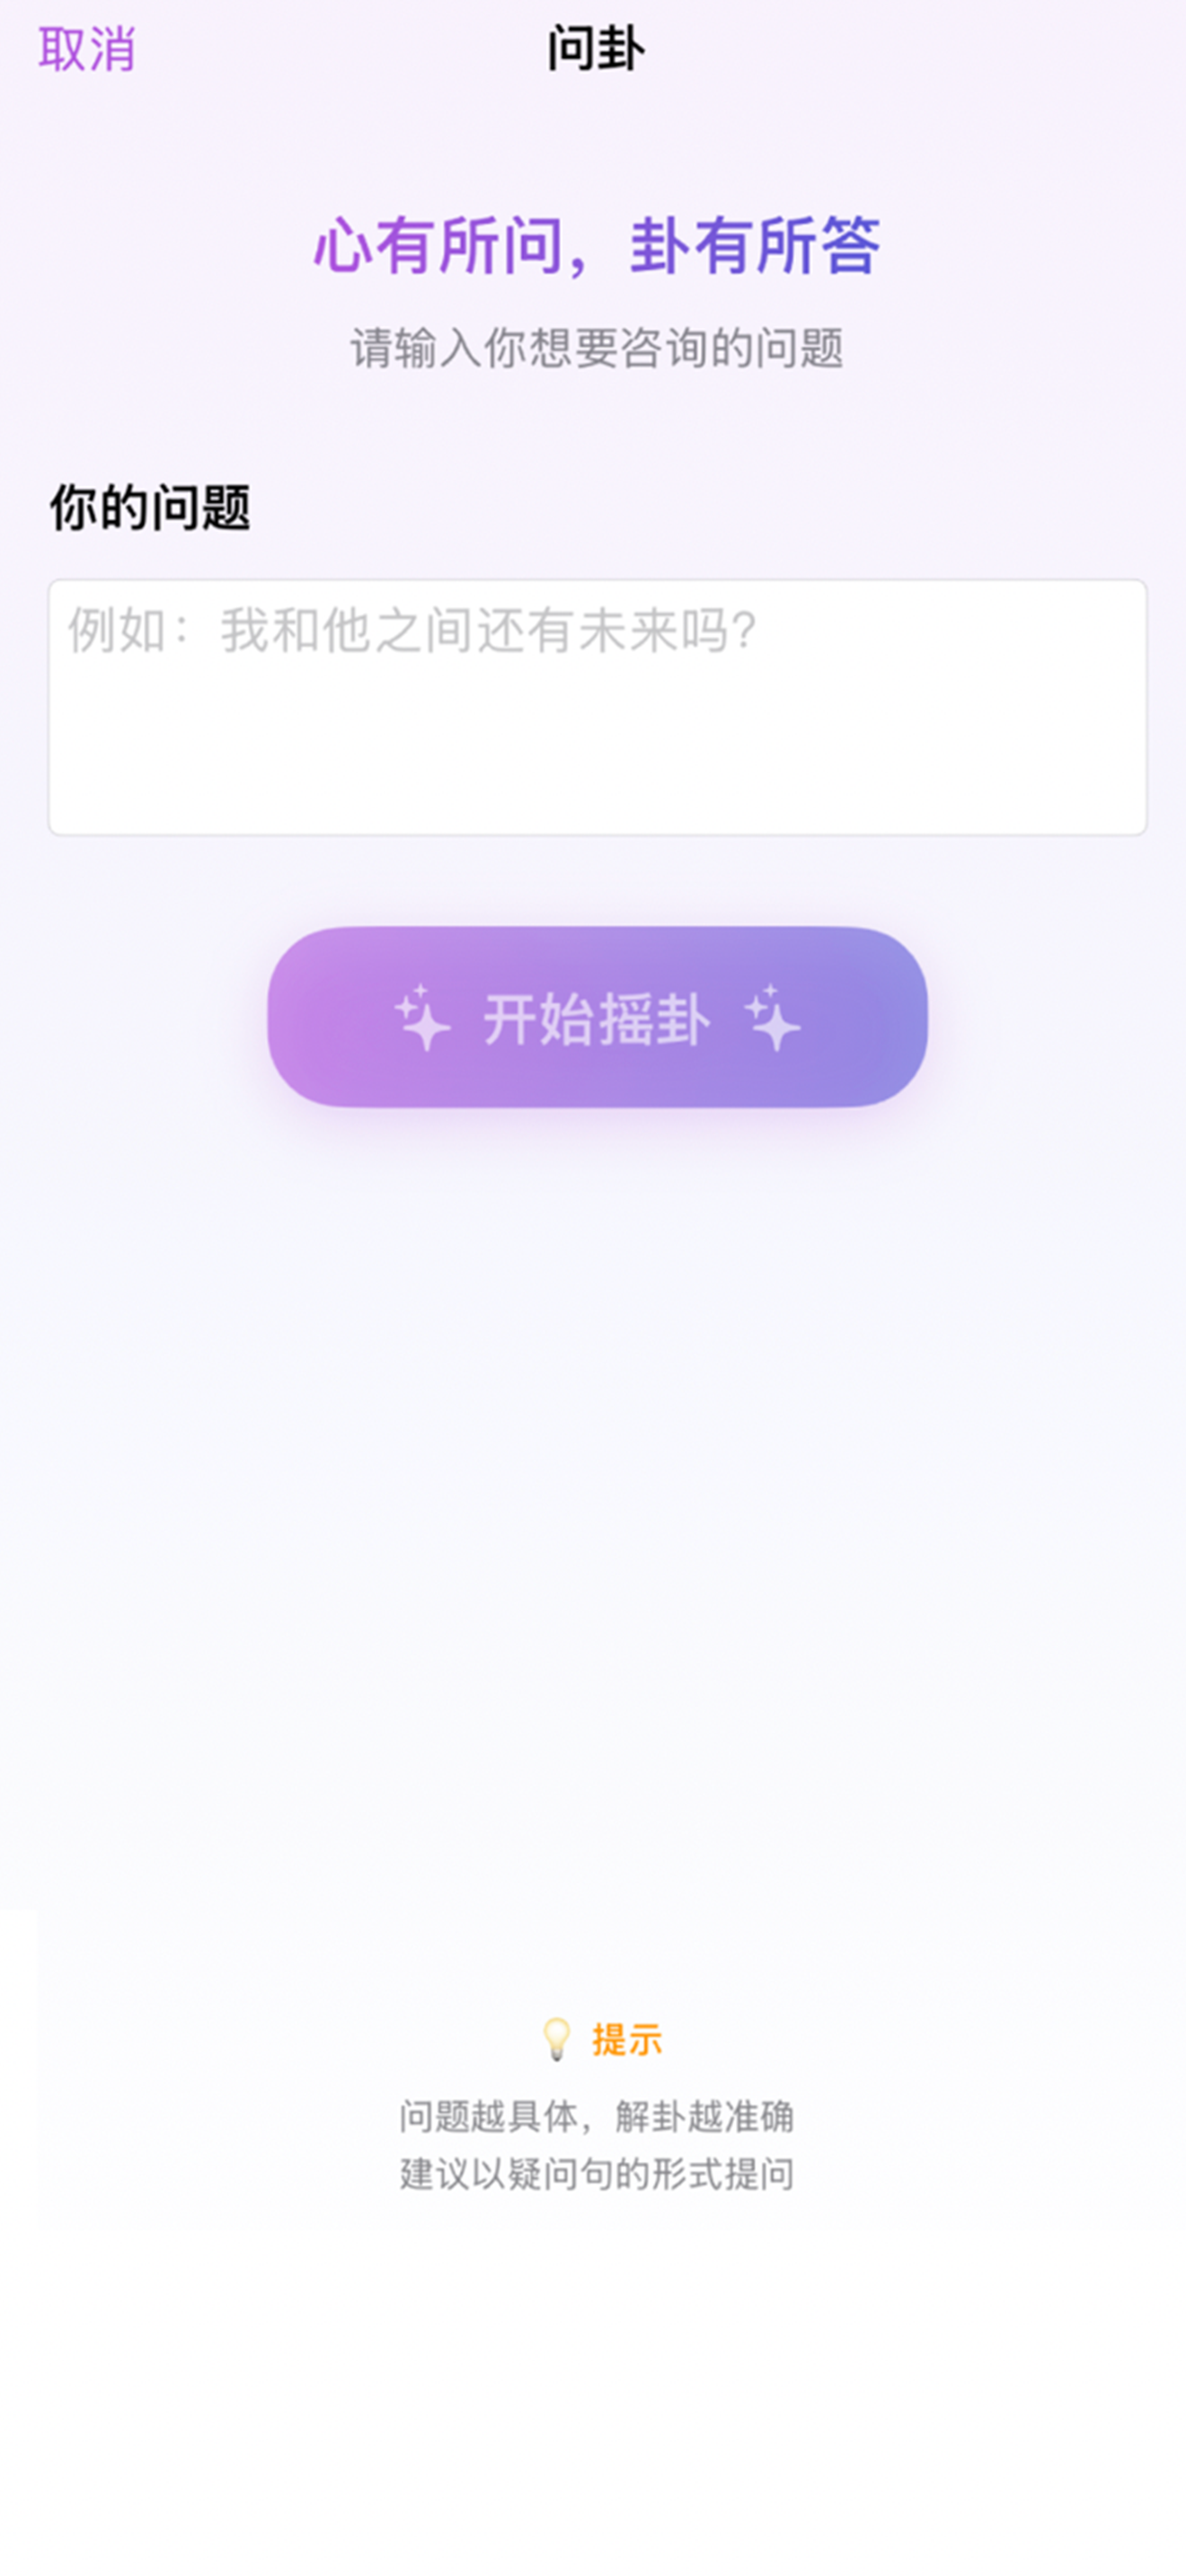 取消
问卦
心有所问，卦有所答
请输入你想要咨询的问题
你的问题
例如：我和他之间还有未来吗?
开始摇卦
提示
问题越具体，解卦越准确
建议以疑问句的形式提问